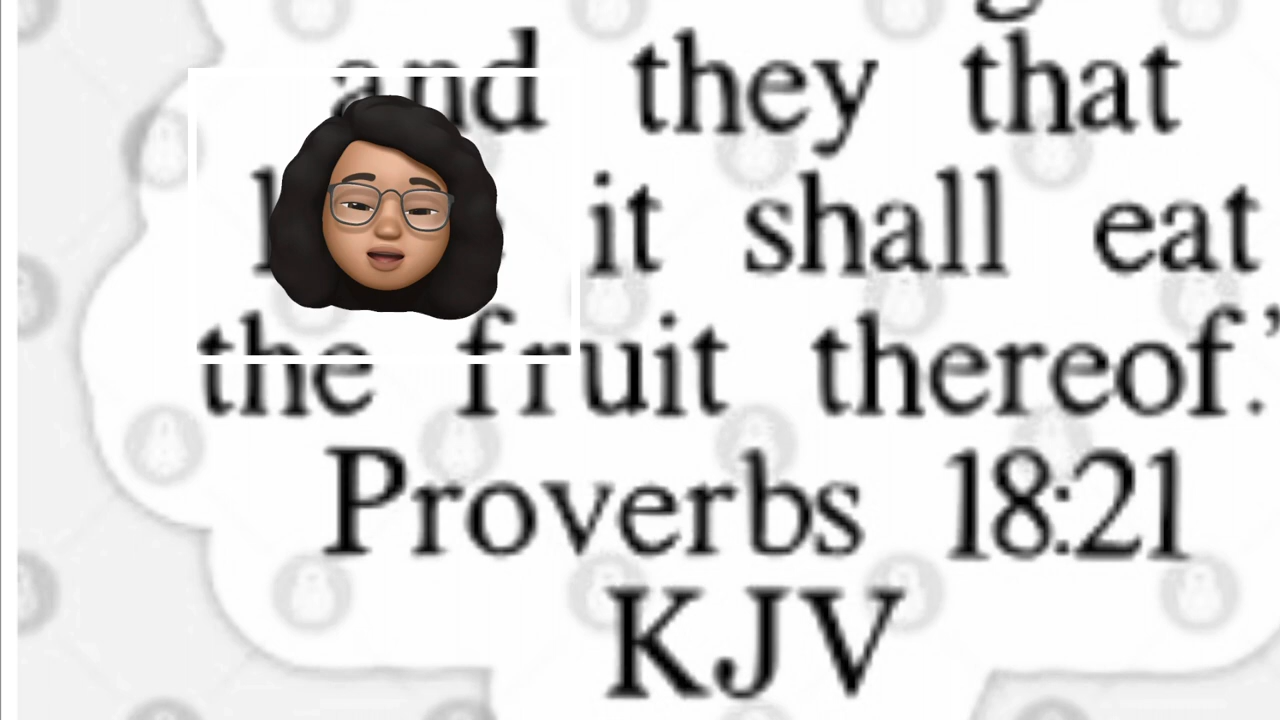 and they that
it shall eat
the fruit thereof.’
Proverbs 18:21
KJV